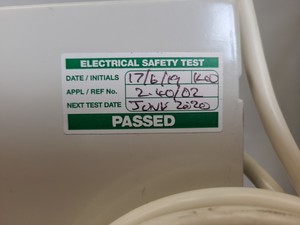 ELECTRICAL SAFETY TEST
DATE / INITIALS 17/6/19
APPL / REF No. 2.40/02
NEXT TEST DATE JUNE 2020
PASSED